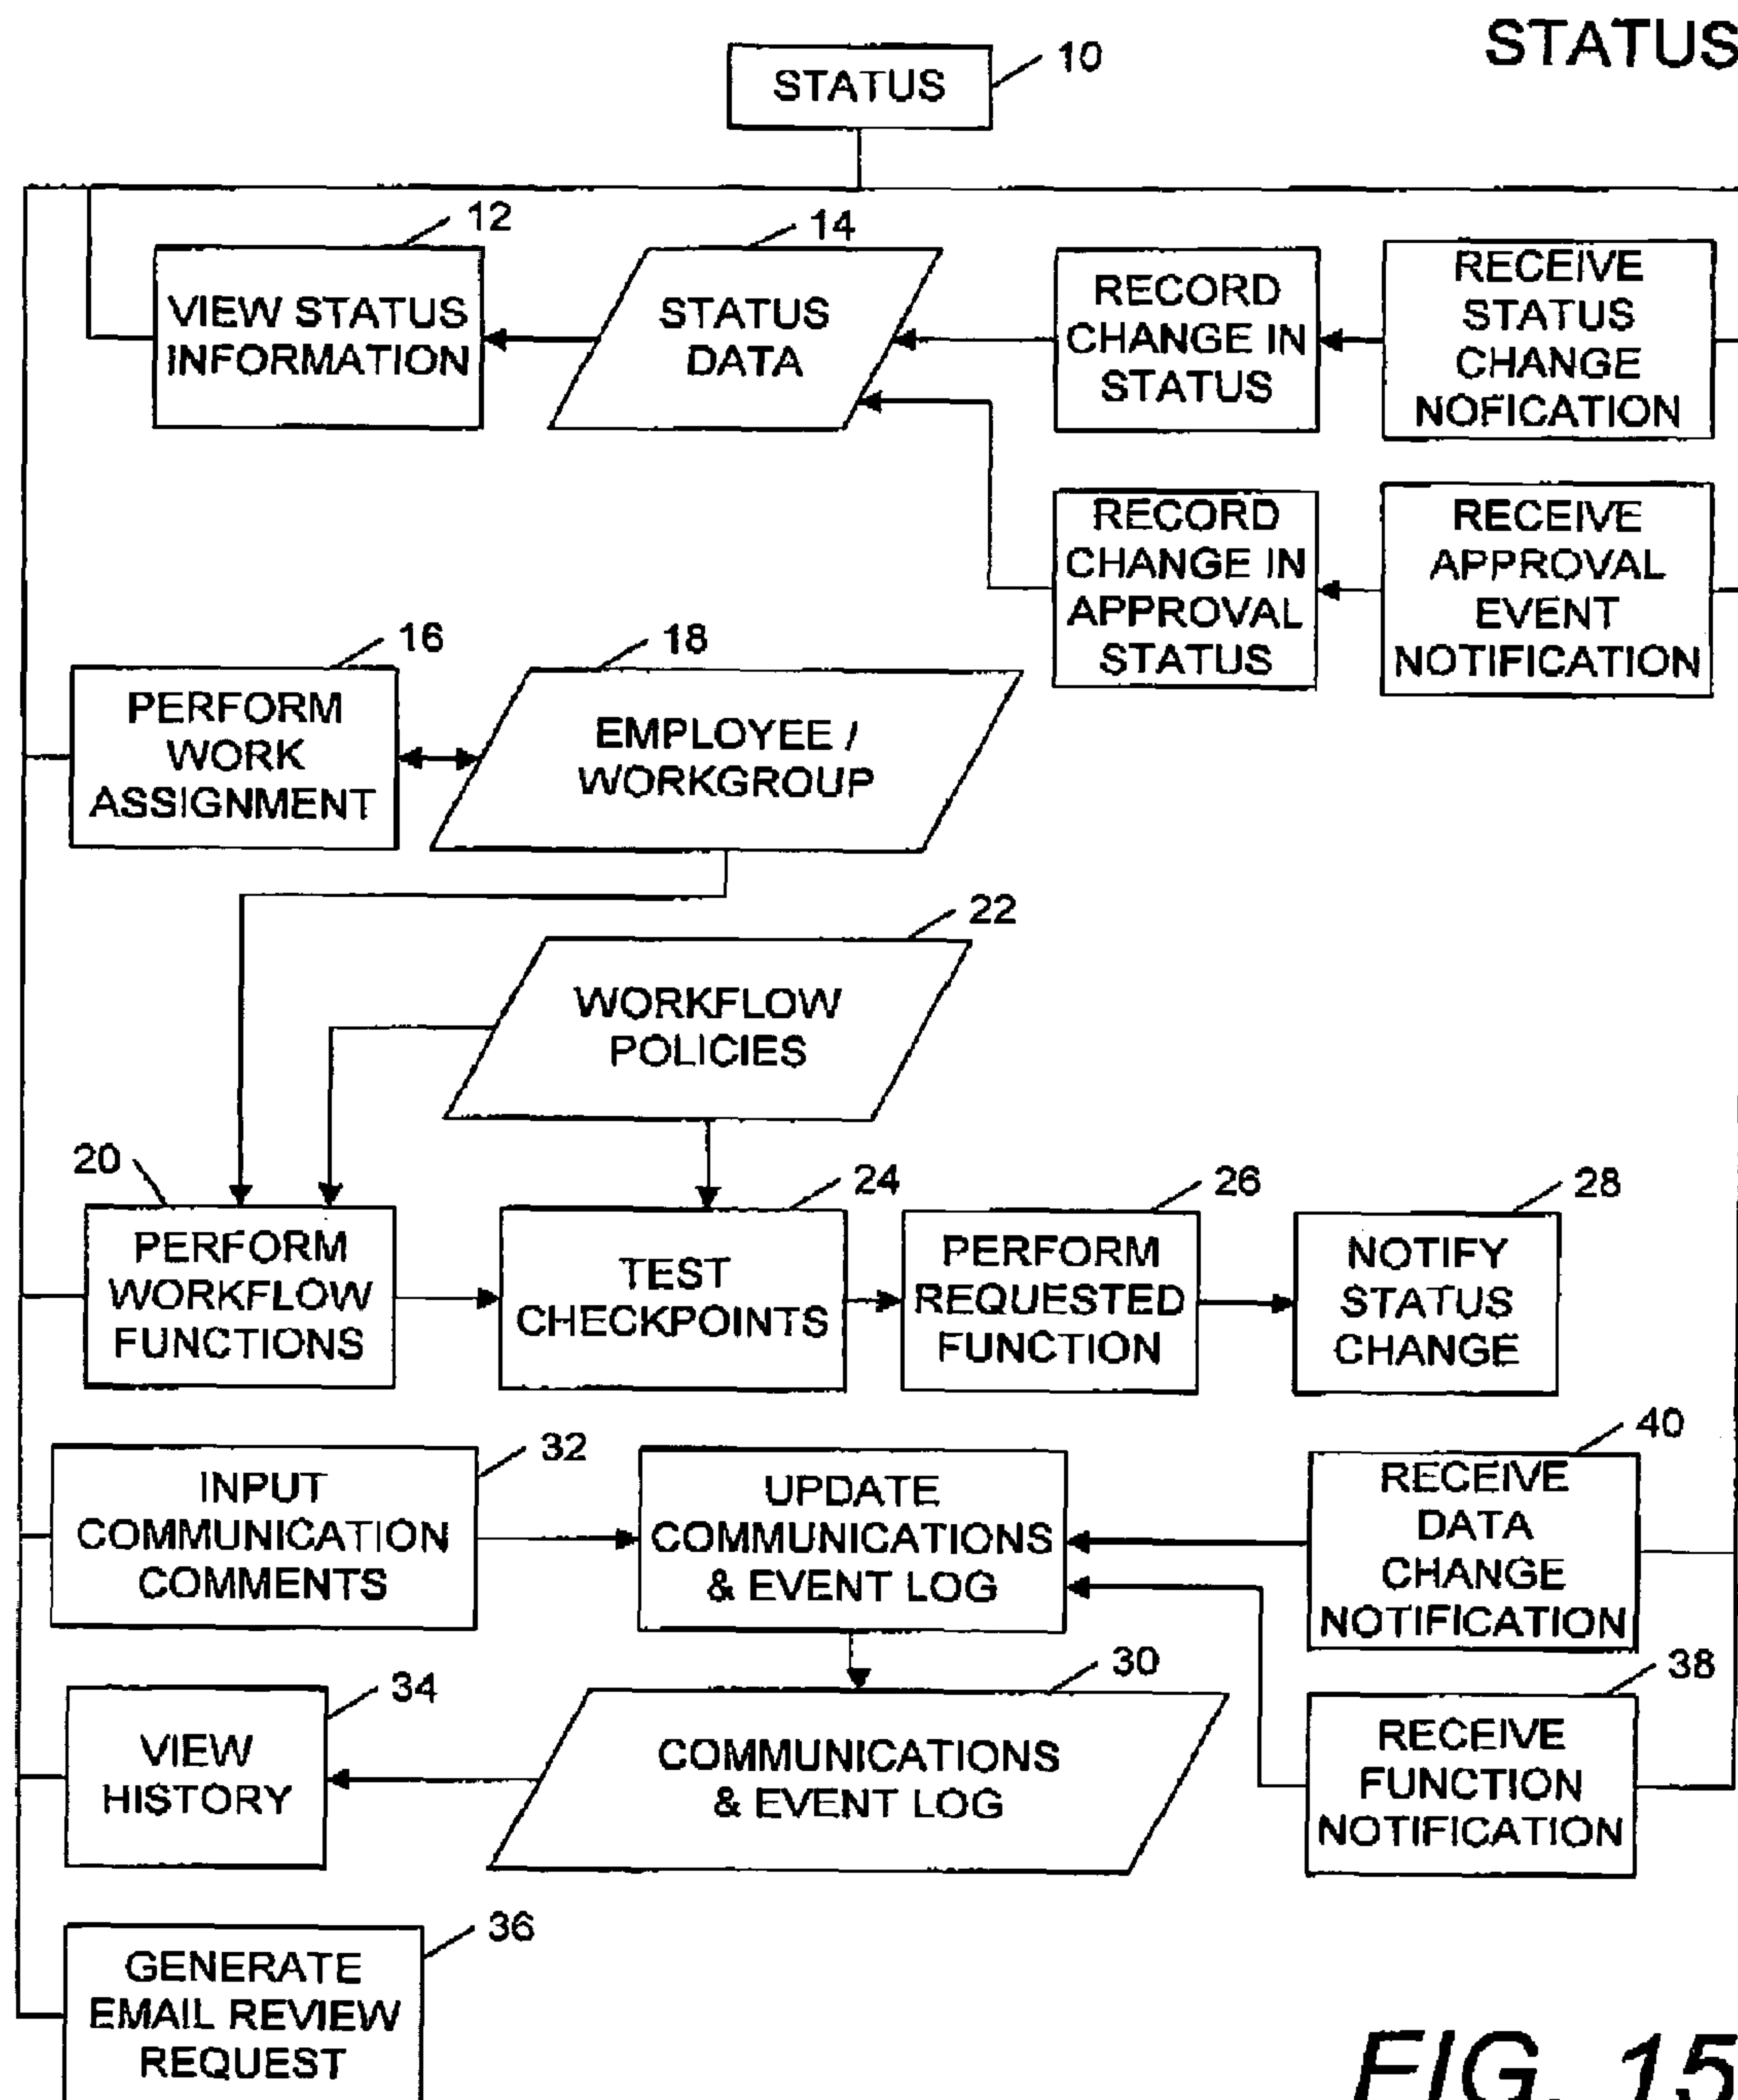 STATUS
STATUS
10
12
14
VIEW STATUS
INFORMATION
STATUS
DATA
RECORD
CHANGE IN
STATUS
RECEIVE
STATUS
CHANGE
NOFICATION
RECORD
CHANGE IN
APPROVAL
STATUS
RECEIVE
APPROVAL
EVENT
NOTIFICATION
16
18
PERFORM
WORK
ASSIGNMENT
EMPLOYEE /
WORKGROUP
22
WORKFLOW
POLICIES
20
24
26
28
PERFORM
WORKFLOW
FUNCTIONS
TEST
CHECKPOINTS
PERFORM
REQUESTED
FUNCTION
NOTIFY
STATUS
CHANGE
32
40
INPUT
COMMUNICATION
COMMENTS
UPDATE
COMMUNICATIONS
& EVENT LOG
RECEIVE
DATA
CHANGE
NOTIFICATION
34
30
38
VIEW
HISTORY
COMMUNICATIONS
& EVENT LOG
RECEIVE
FUNCTION
NOTIFICATION
36
GENERATE
EMAIL REVIEW
REQUEST
FIG. 15